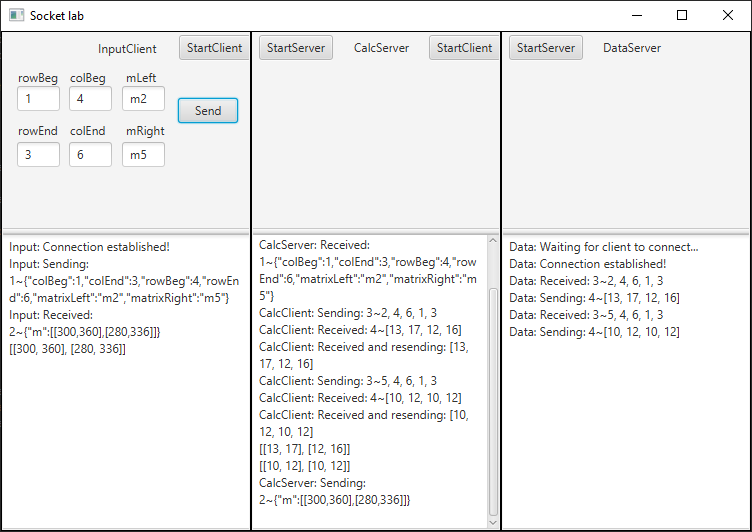 Socket lab
InputClient
StartClient
rowBeg
colBeg
mLeft
1
4
m2
Send
rowEnd
colEnd
mRight
3
6
m5
Input: Connection established!
Input: Sending:
1~{"colBeg":1,"colEnd":3,"rowBeg":4,"rowEn
d":6,"matrixLeft":"m2","matrixRight":"m5"}
Input: Received:
2~{"m":[[300,360],[280,336]]}
[[300, 360], [280, 336]]
StartServer
CalcServer
StartClient
CalcServer: Received:
1~{"colBeg":1,"colEnd":3,"rowBeg":4,"row
End":6,"matrixLeft":"m2","matrixRight":"m
5"}
CalcClient: Sending: 3~2, 4, 6, 1, 3
CalcClient: Received: 4~[13, 17, 12, 16]
CalcClient: Received and resending: [13,
17, 12, 16]
CalcClient: Sending: 3~5, 4, 6, 1, 3
CalcClient: Received: 4~[10, 12, 10, 12]
CalcClient: Received and resending: [10,
12, 10, 12]
[[13, 17], [12, 16]]
[[10, 12], [10, 12]]
CalcServer: Sending:
2~{"m":[[300,360],[280,336]]}
StartServer
DataServer
Data: Waiting for client to connect...
Data: Connection established!
Data: Received: 3~2, 4, 6, 1, 3
Data: Sending: 4~[13, 17, 12, 16]
Data: Received: 3~5, 4, 6, 1, 3
Data: Sending: 4~[10, 12, 10, 12]